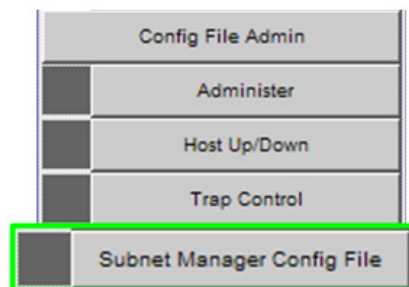 Config File Admin
Administer
Host Up/Down
Trap Control
Subnet Manager Config File